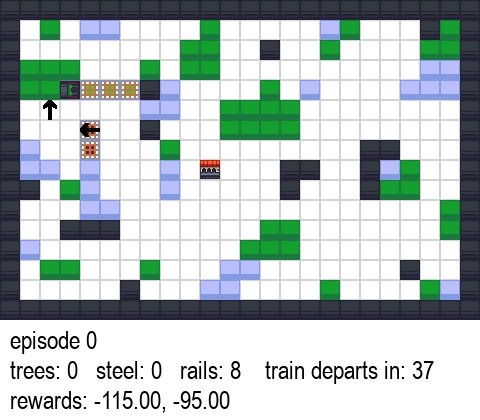 episode 0
trees: 0 steel: 0 rails: 8 train departs in: 37
rewards: -115.00, -95.00